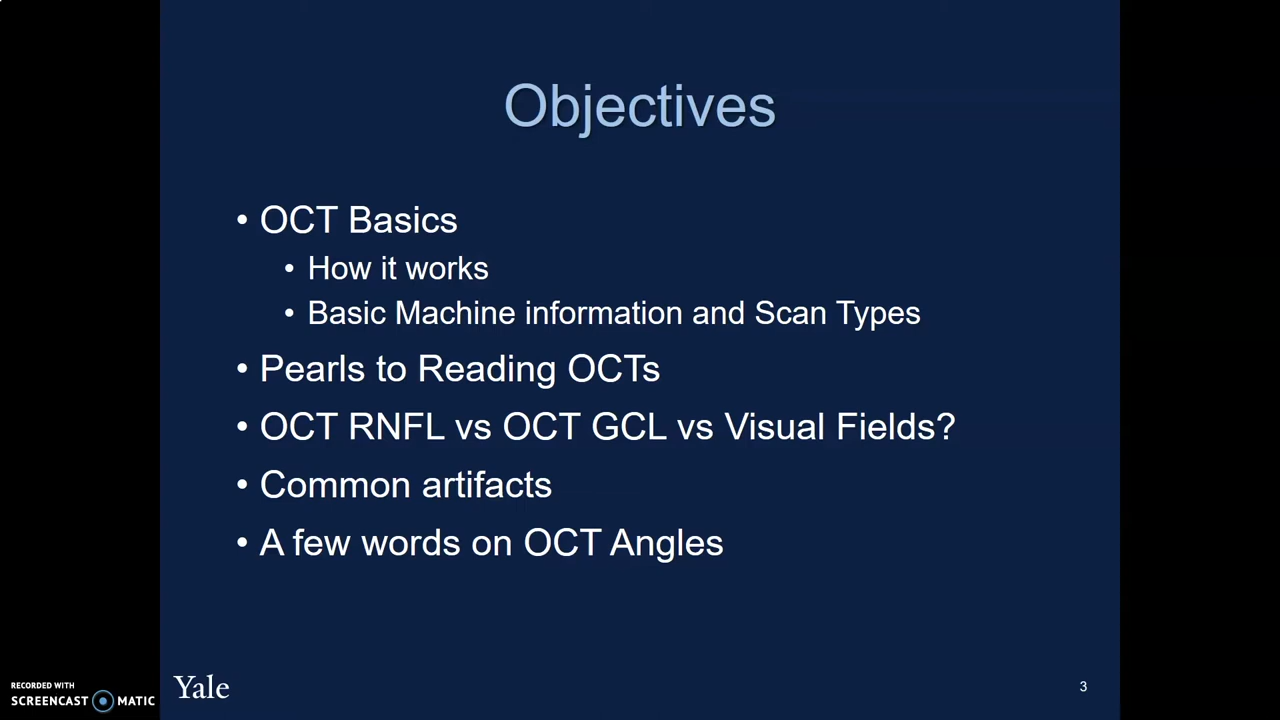 Objectives
• OCT Basics
• How it works
• Basic Machine information and Scan Types
• Pearls to Reading OCTs
• OCT RNFL vs OCT GCL vs Visual Fields?
• Common artifacts
• A few words on OCT Angles
RECORDED WITH
SCREENCAST MATIC
Yale
3